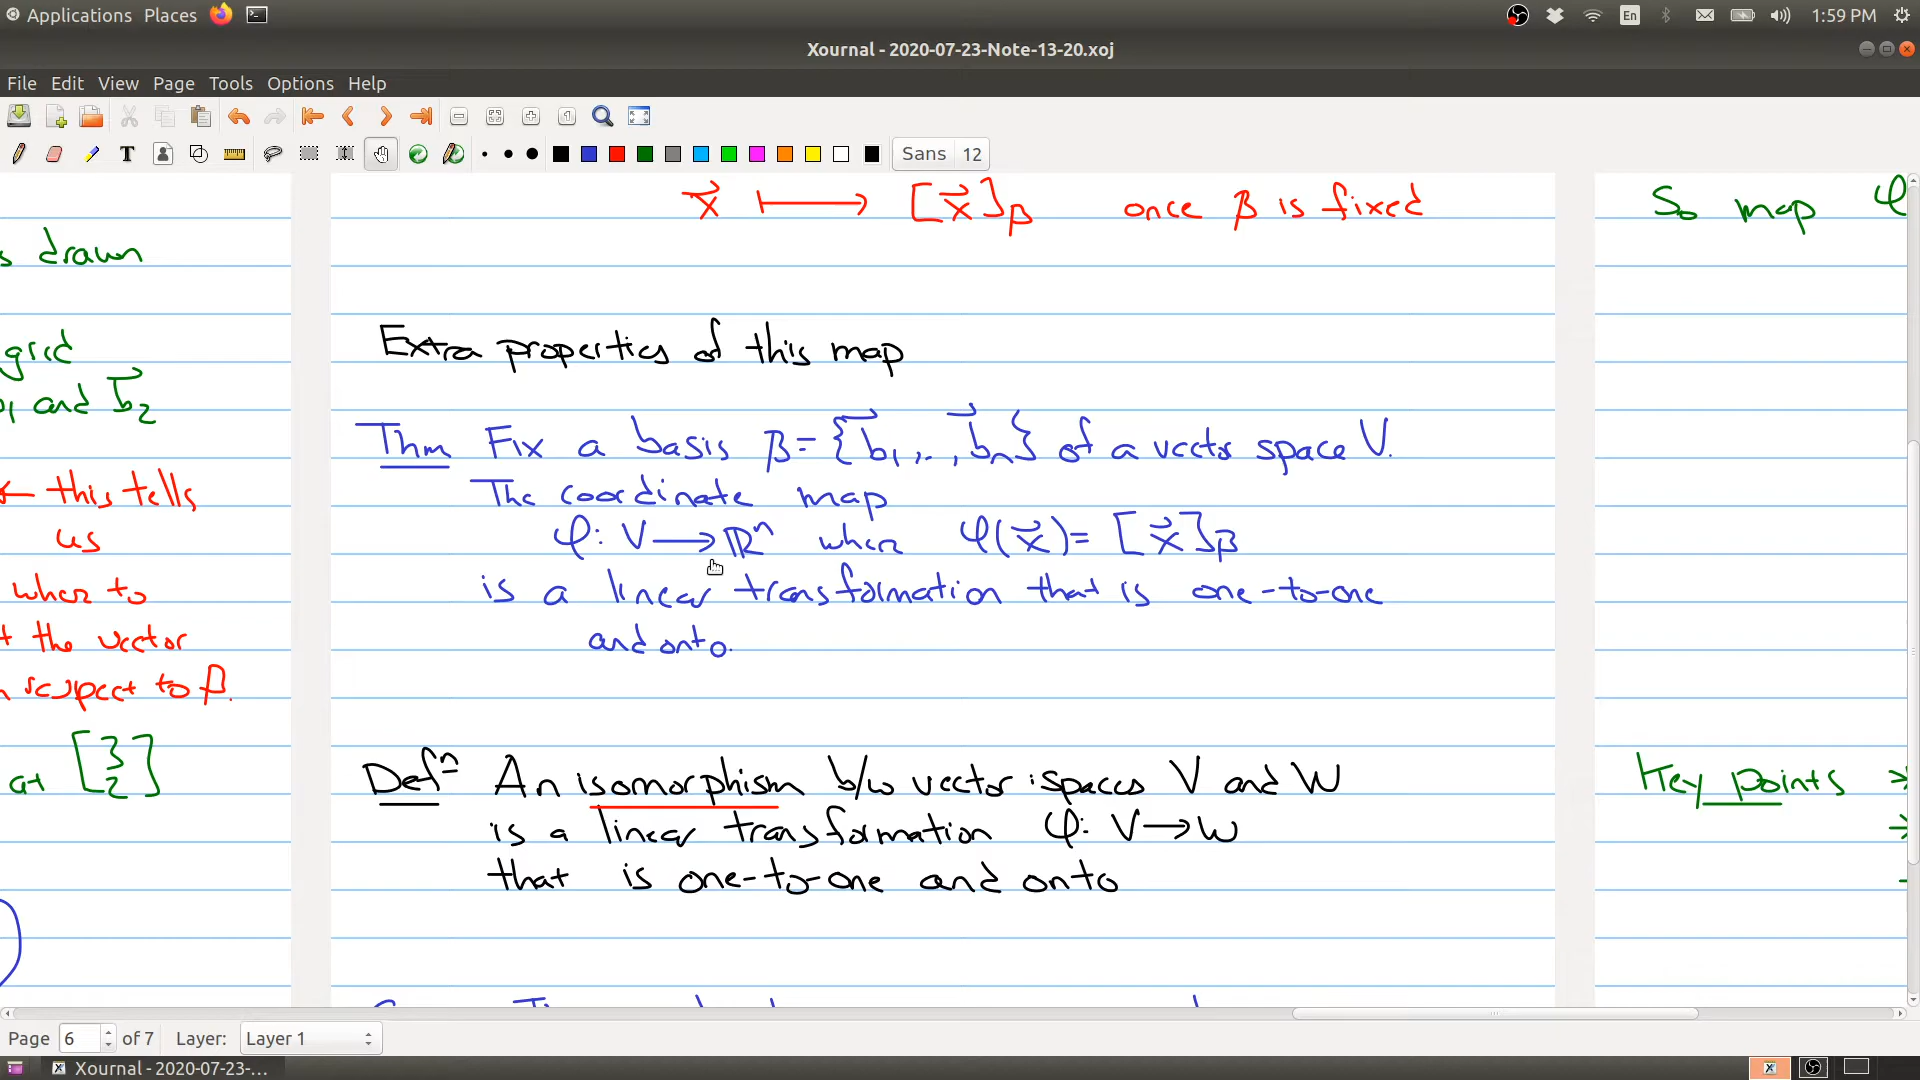 Applications Places En 1:59 PM
Xournal - 2020-07-23-Note-13-20.xoj
File Edit View Page Tools Options Help
Sans 12
s drawn
grid
1 and b⃗2
← this tells
us
where to
t the vector
n respect to β.
at [3 2]
x⃗ ⟼ [x⃗]β once β is fixed
Extra properties of this map
Thm Fix a basis β = {b⃗1,..,b⃗n} of a vector space V.
The coordinate map
φ: V → ℝⁿ where φ(x⃗) = [x⃗]β
is a linear transformation that is one-to-one
and onto.
Defⁿ An isomorphism b/w vector spaces V and W
is a linear transformation φ: V → W
that is one-to-one and onto
So map φ
Key points →
Page 6 of 7 Layer: Layer 1
Xournal - 2020-07-23-...